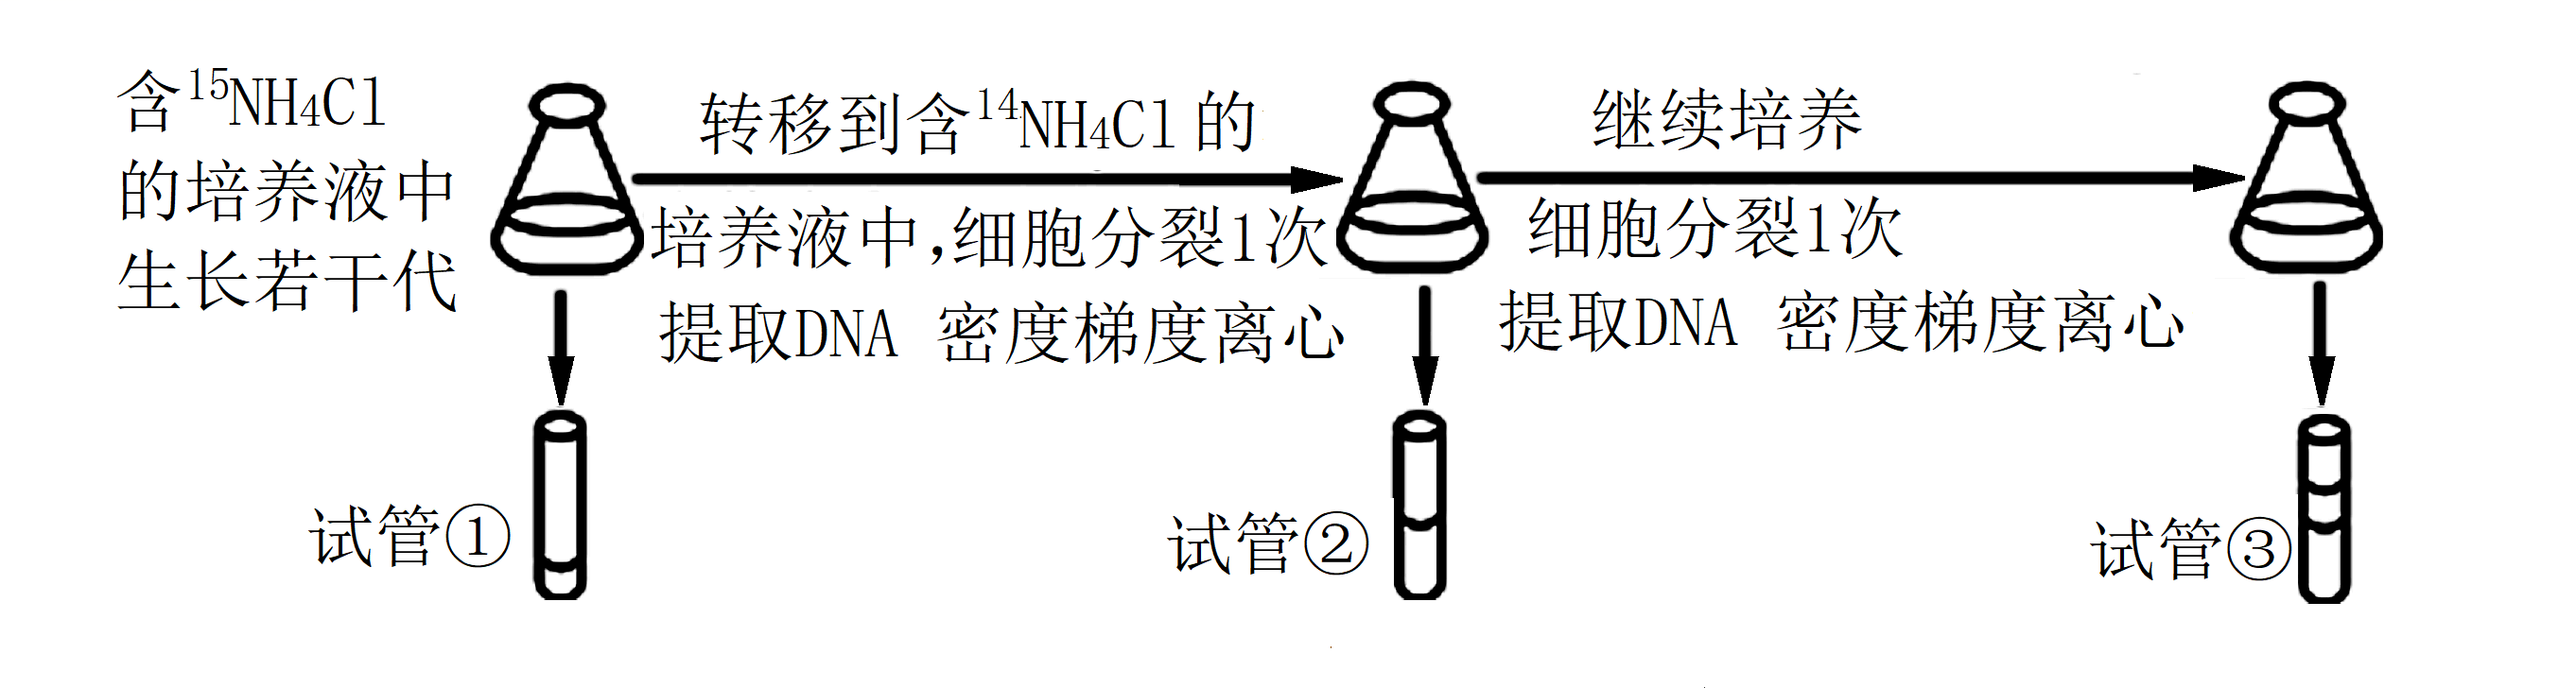 含¹⁵NH₄Cl
的培养液中
生长若干代
转移到含¹⁴NH₄Cl的
培养液中,细胞分裂1次
提取DNA 密度梯度离心
继续培养
细胞分裂1次
提取DNA 密度梯度离心
试管①
试管②
试管③